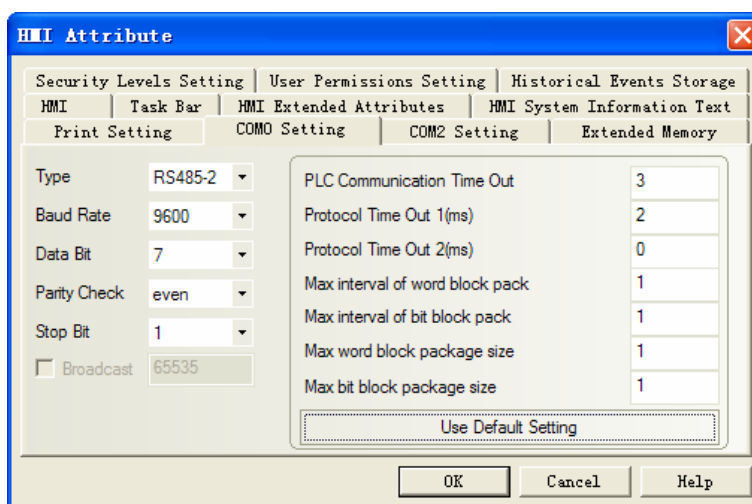 HMI Attribute
Security Levels Setting User Permissions Setting Historical Events Storage
HMI Task Bar HMI Extended Attributes HMI System Information Text
Print Setting COM0 Setting COM2 Setting Extended Memory
Type RS485-2
Baud Rate 9600
Data Bit 7
Parity Check even
Stop Bit 1
Broadcast 65535
PLC Communication Time Out 3
Protocol Time Out 1(ms) 2
Protocol Time Out 2(ms) 0
Max interval of word block pack 1
Max interval of bit block pack 1
Max word block package size 1
Max bit block package size 1
Use Default Setting
OK Cancel Help